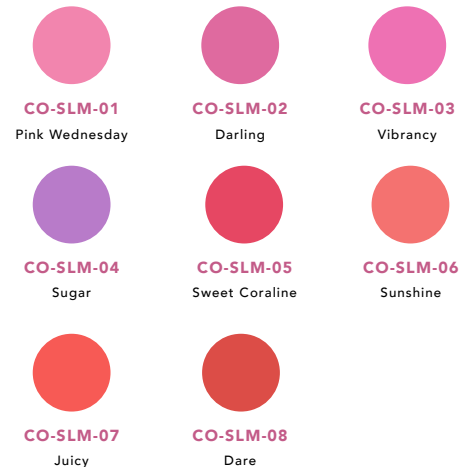 CO-SLM-01
Pink Wednesday
CO-SLM-02
Darling
CO-SLM-03
Vibrancy
CO-SLM-04
Sugar
CO-SLM-05
Sweet Coraline
CO-SLM-06
Sunshine
CO-SLM-07
Juicy
CO-SLM-08
Dare